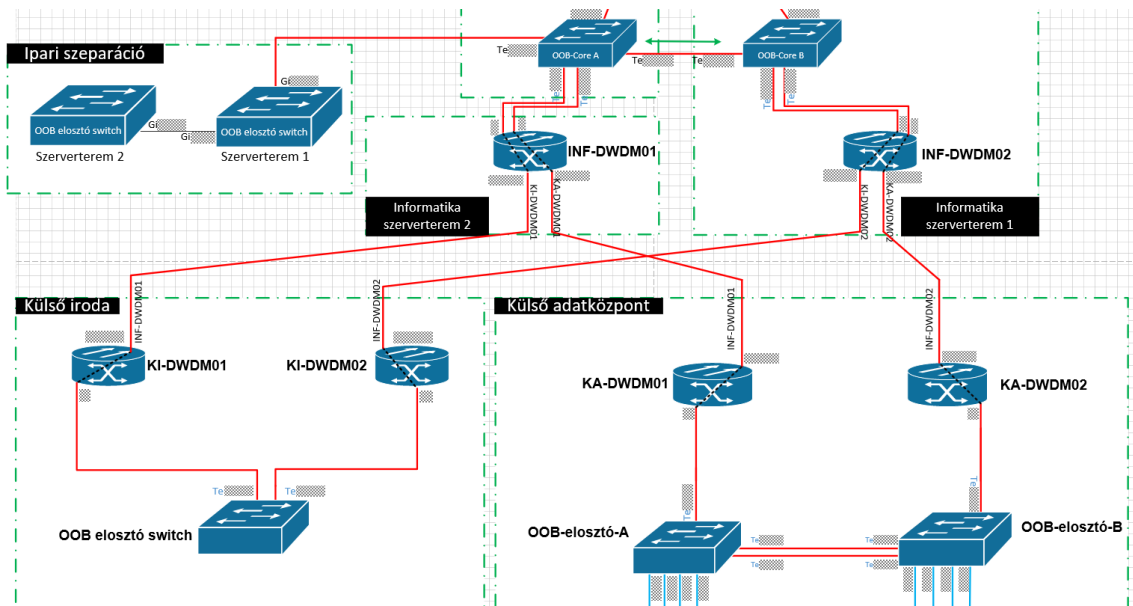 Ipari szeparáció
Te
OOB-Core A
Te
Te
OOB-Core B
Te
Te
Te
Te
Gi
OOB elosztó switch
Gi
Gi
OOB elosztó switch
Szerverterem 2
Szerverterem 1
INF-DWDM01
INF-DWDM02
KI-DWDM01
KA-DWDM01
KI-DWDM02
KA-DWDM02
Informatika
szerverterem 2
Informatika
szerverterem 1
Külső iroda
INF-DWDM01
INF-DWDM02
Külső adatközpont
INF-DWDM01
INF-DWDM02
KI-DWDM01
KI-DWDM02
KA-DWDM01
KA-DWDM02
Te
Te
OOB elosztó switch
Te
Te
OOB-elosztó-A
OOB-elosztó-B
Te
Te
Te
Te